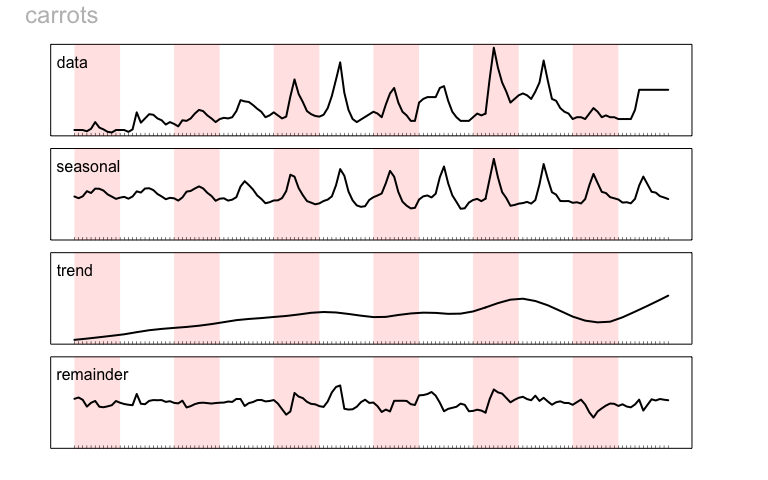 carrots
data
seasonal
trend
remainder